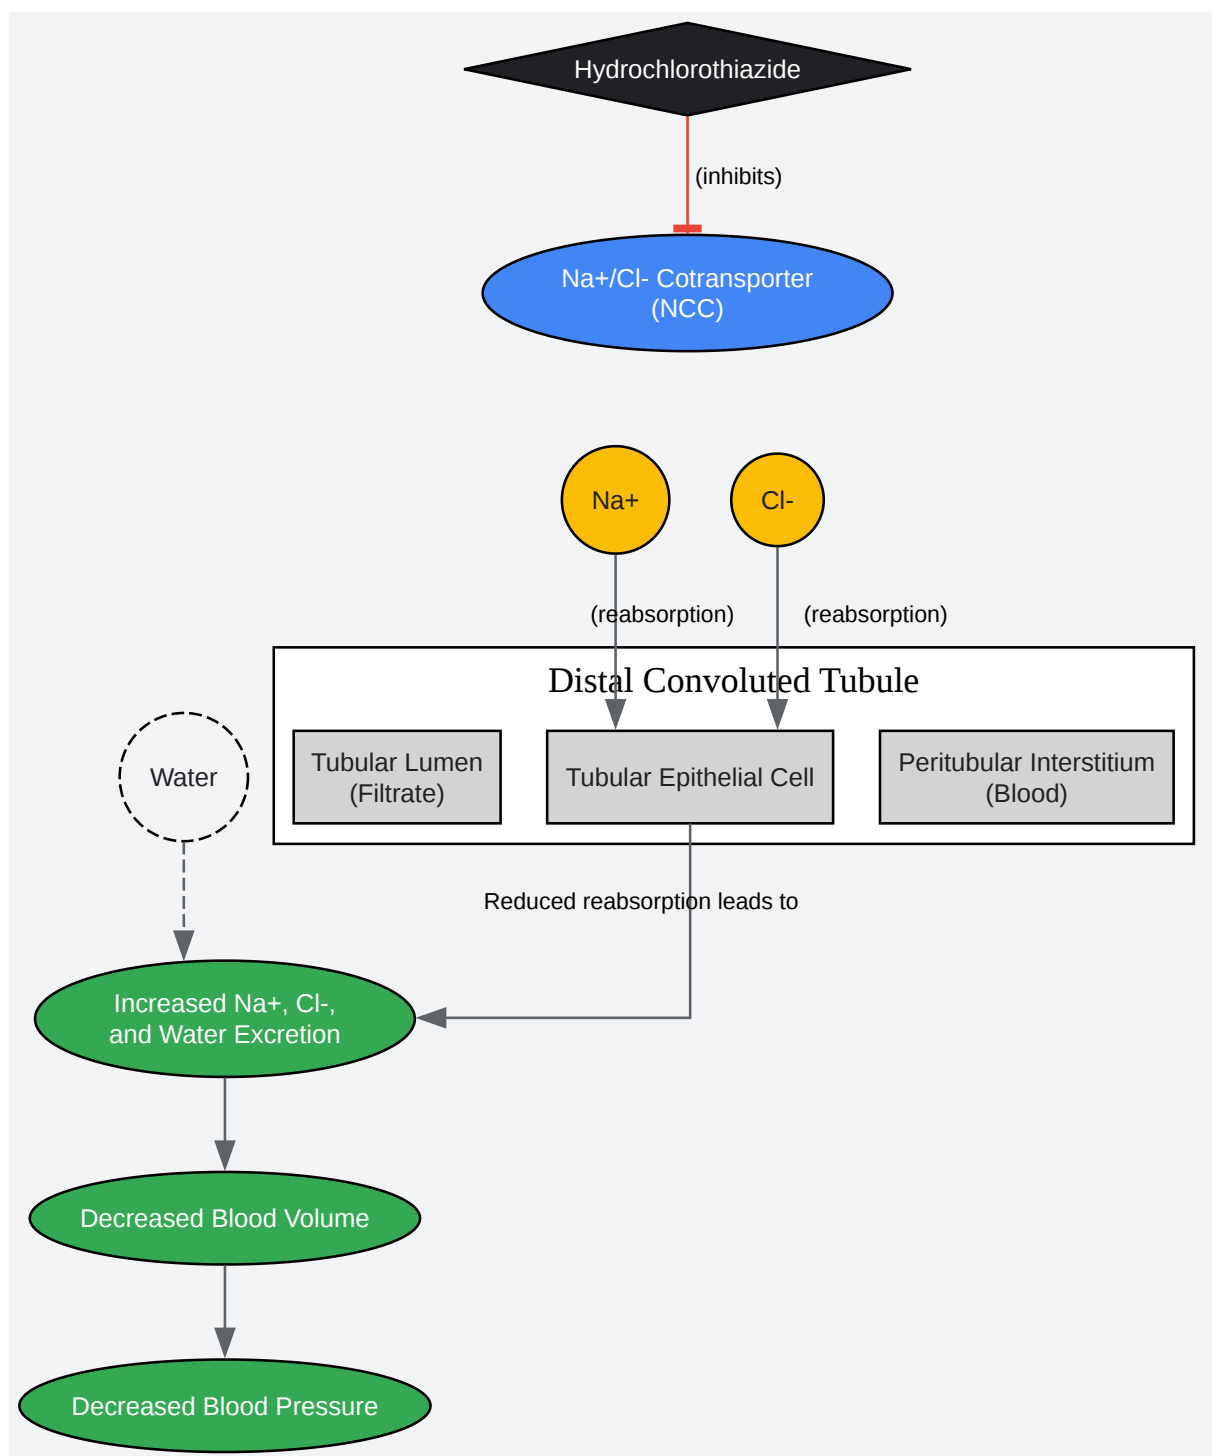 Hydrochlorothiazide
(inhibits)
Na+/Cl- Cotransporter
(NCC)
Na+
Cl-
(reabsorption)
(reabsorption)
Distal Convoluted Tubule
Water
Tubular Lumen
(Filtrate)
Tubular Epithelial Cell
Peritubular Interstitium
(Blood)
Reduced reabsorption leads to
Increased Na+, Cl-,
and Water Excretion
Decreased Blood Volume
Decreased Blood Pressure